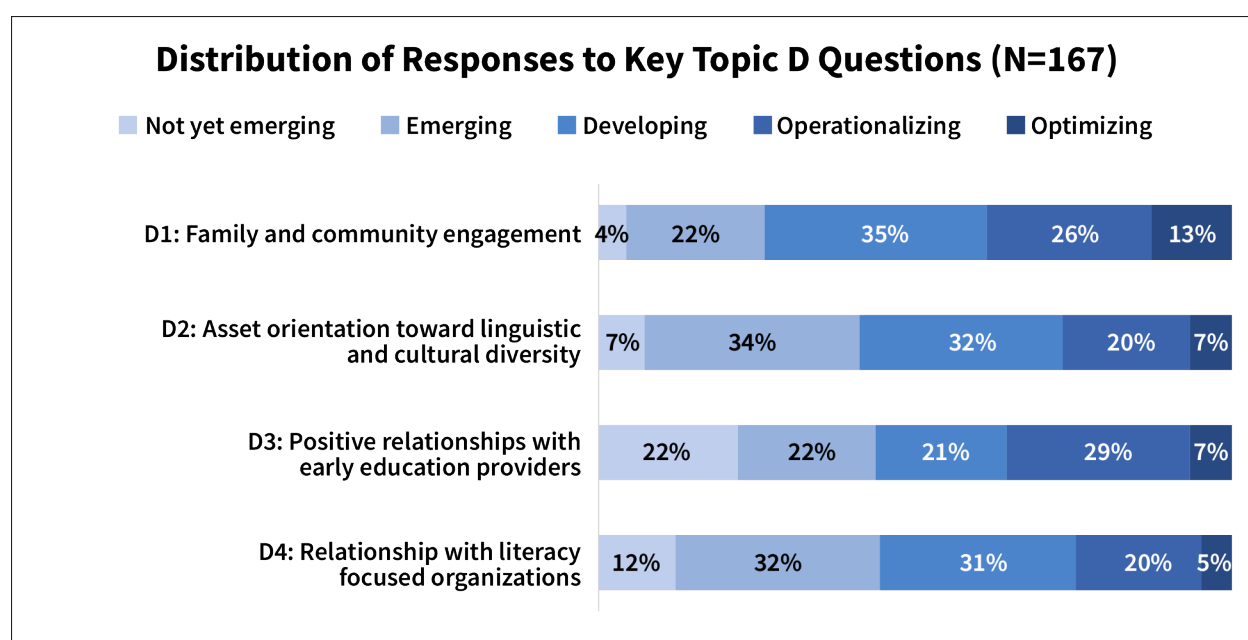 Distribution of Responses to Key Topic D Questions (N=167)
Not yet emerging Emerging Developing Operationalizing Optimizing
D1: Family and community engagement 4% 22% 35% 26% 13%
D2: Asset orientation toward linguistic
and cultural diversity
7% 34% 32% 20% 7%
D3: Positive relationships with
early education providers
22% 22% 21% 29% 7%
D4: Relationship with literacy
focused organizations
12% 32% 31% 20% 5%